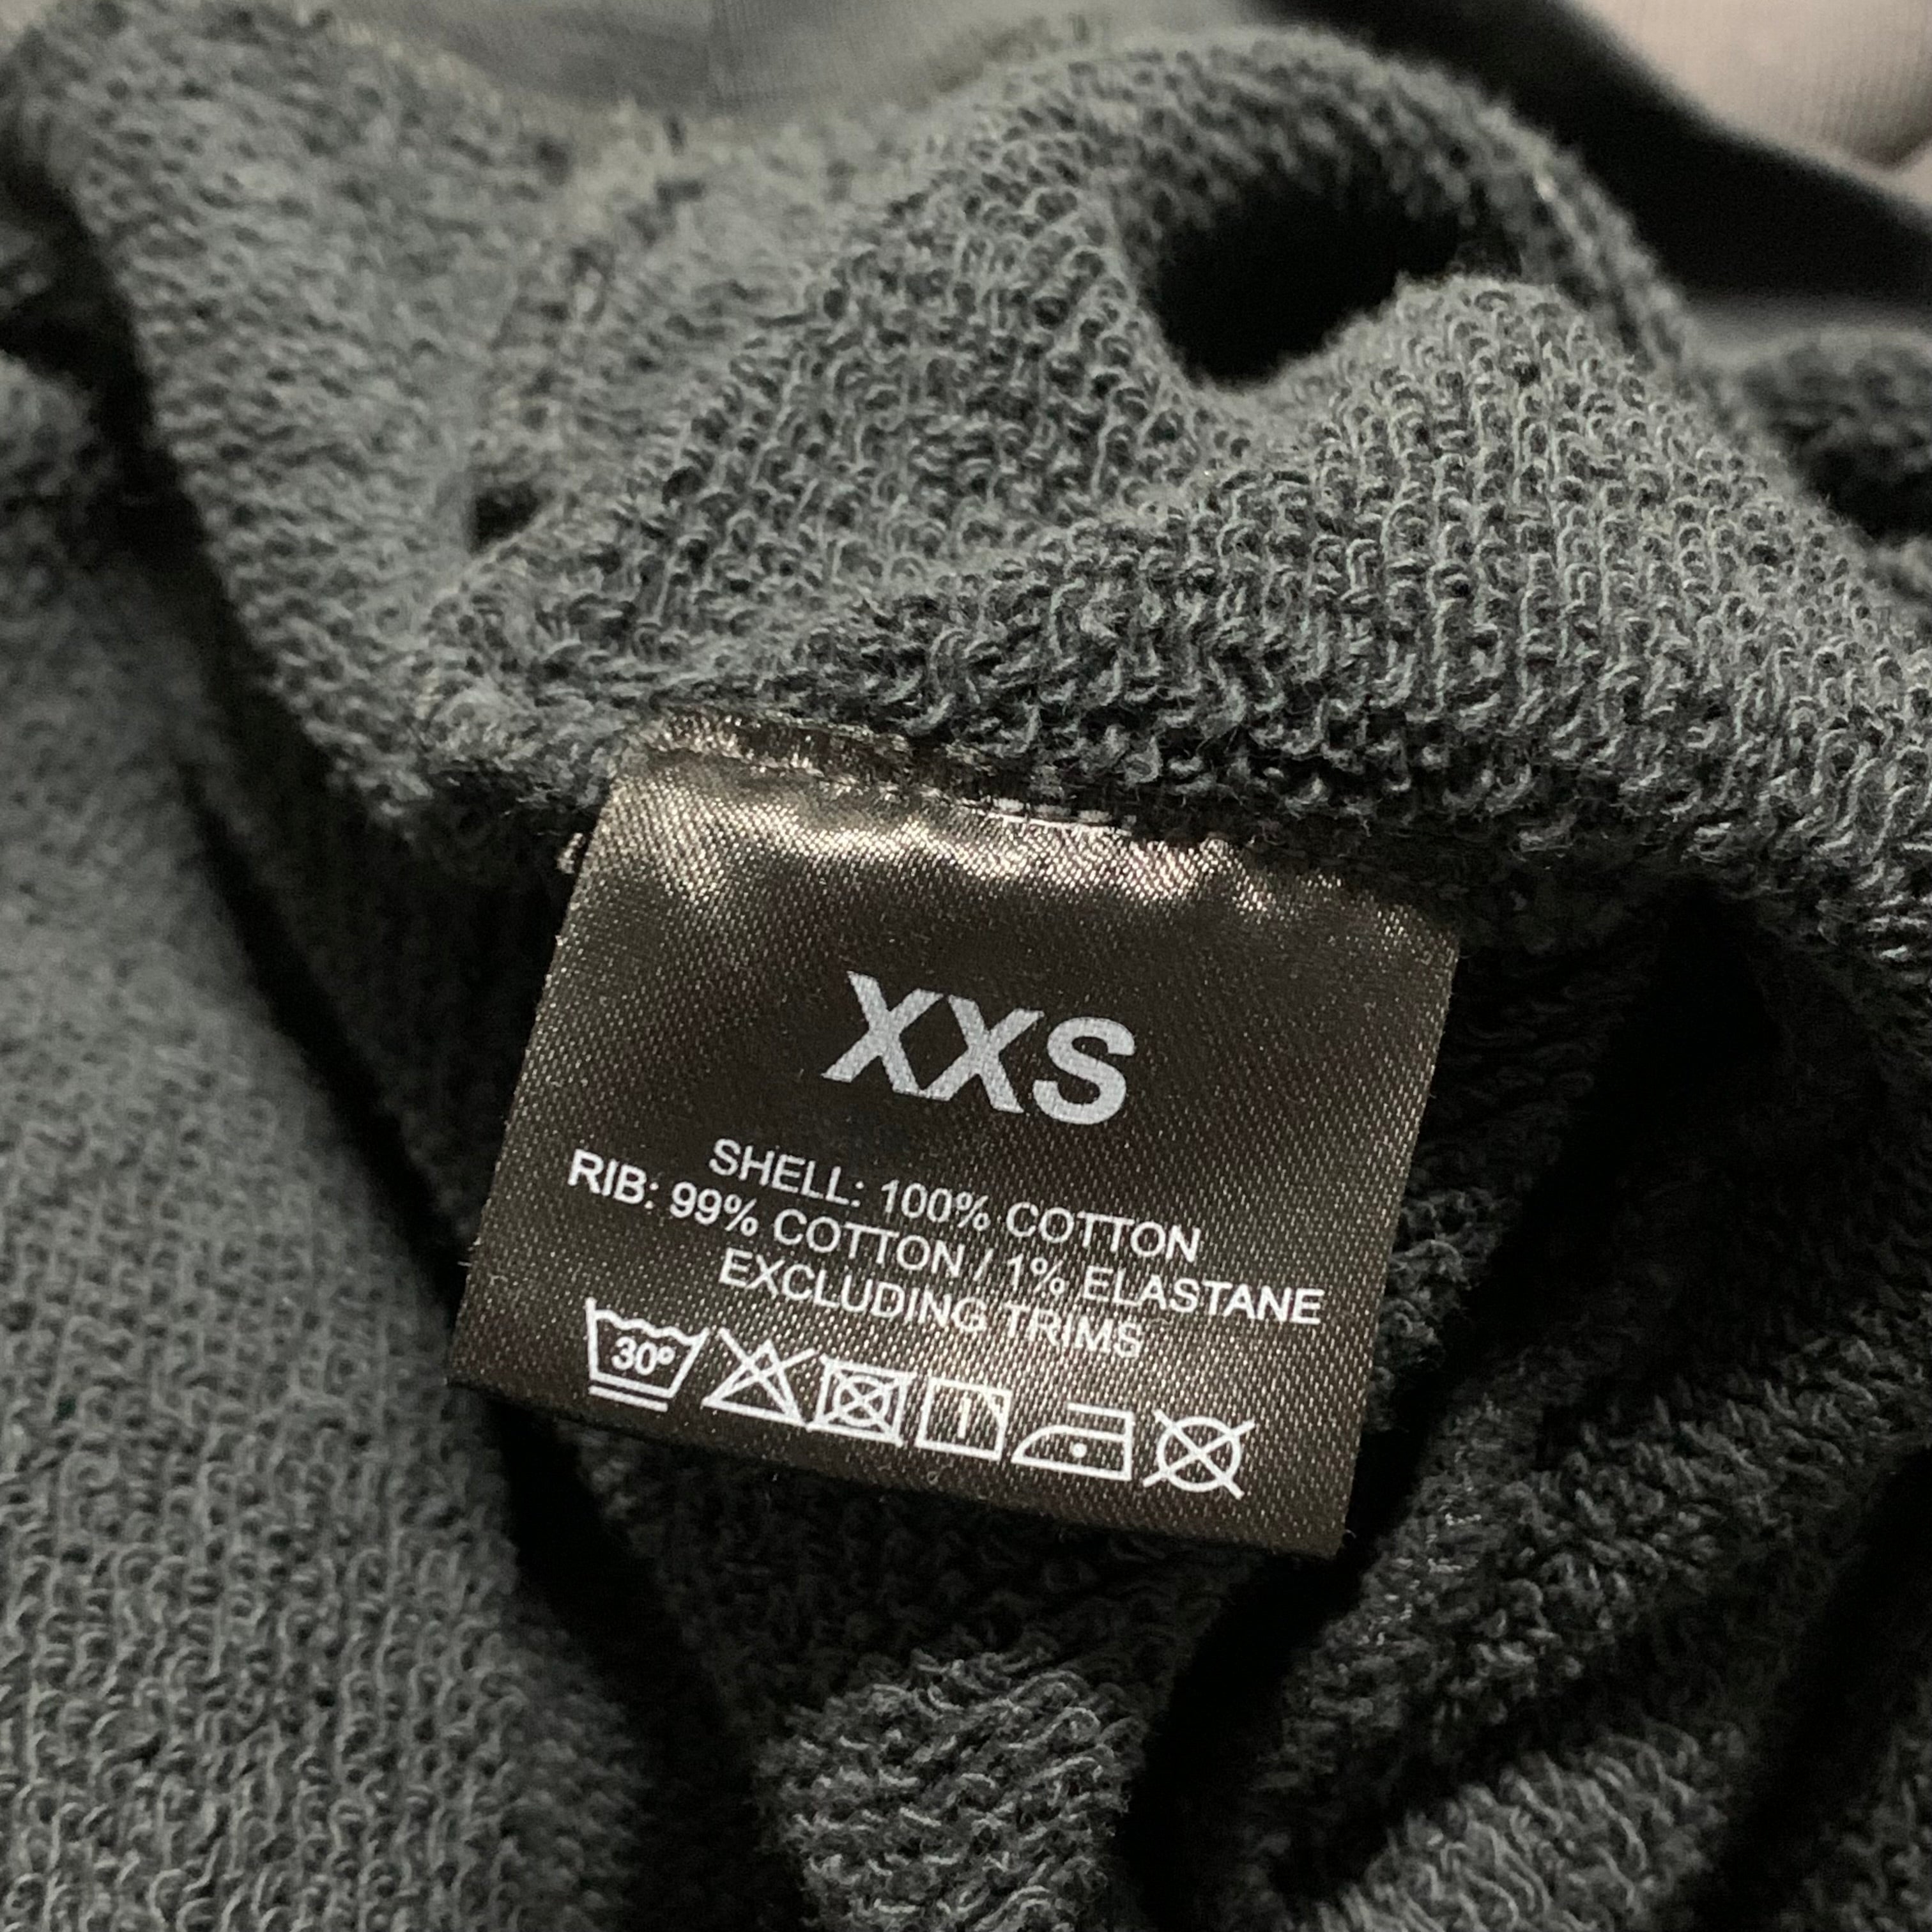 XXS
SHELL: 100% COTTON
RIB: 99% COTTON / 1% ELASTANE
EXCLUDING TRIMS
30°